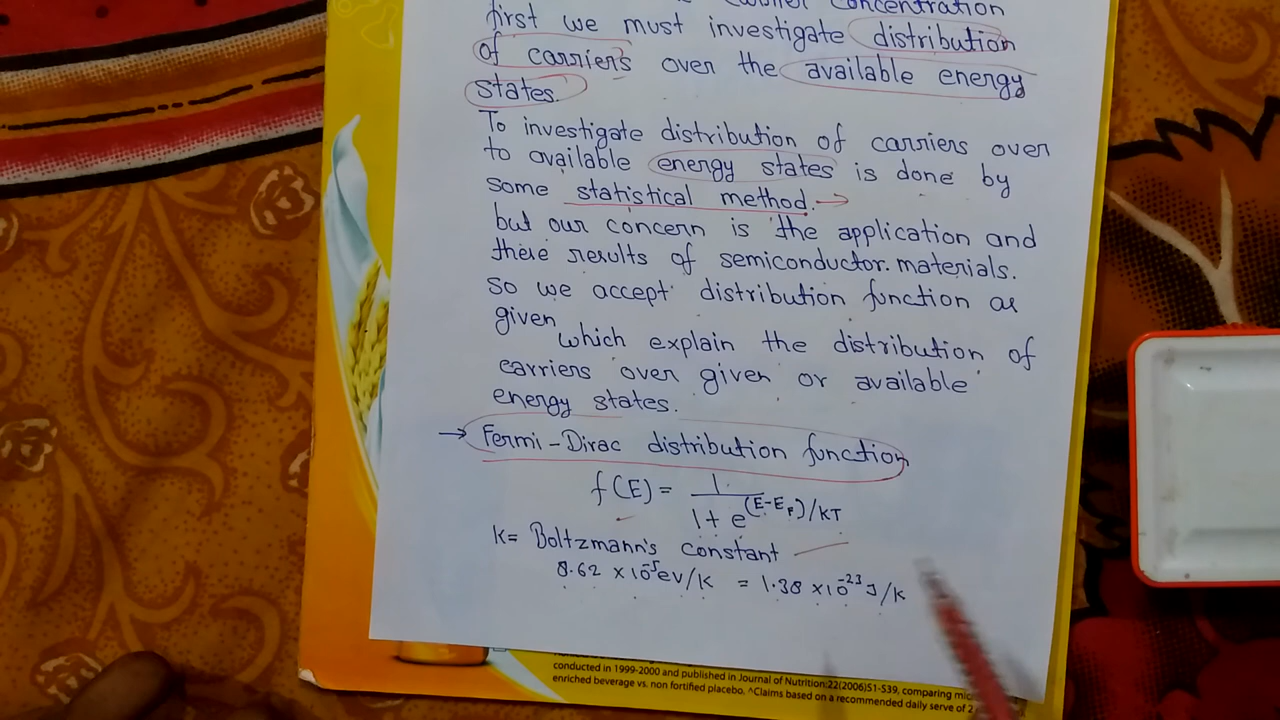 Concentration
first we must investigate distribution
of carriers over the available energy
states.
To investigate distribution of carriers over
to available energy states is done by
some statistical method. →
but our concern is the application and
there results of semiconductor materials.
so we accept distribution function as
given which explain the distribution of
carriers over given or available
energy states.
→ Fermi-Dirac distribution function
f(E) = 1 / 1 + e^(E-E_F)/KT
K = Boltzmann's constant
8.62 × 10^-5 eV/K = 1.38 × 10^-23 J/K
conducted in 1999-2000 and published in Journal of Nutrition:22(2006)51-539, comparing
enriched beverage vs. non fortified placebo, ^Claims based on a recommended daily serve of 2